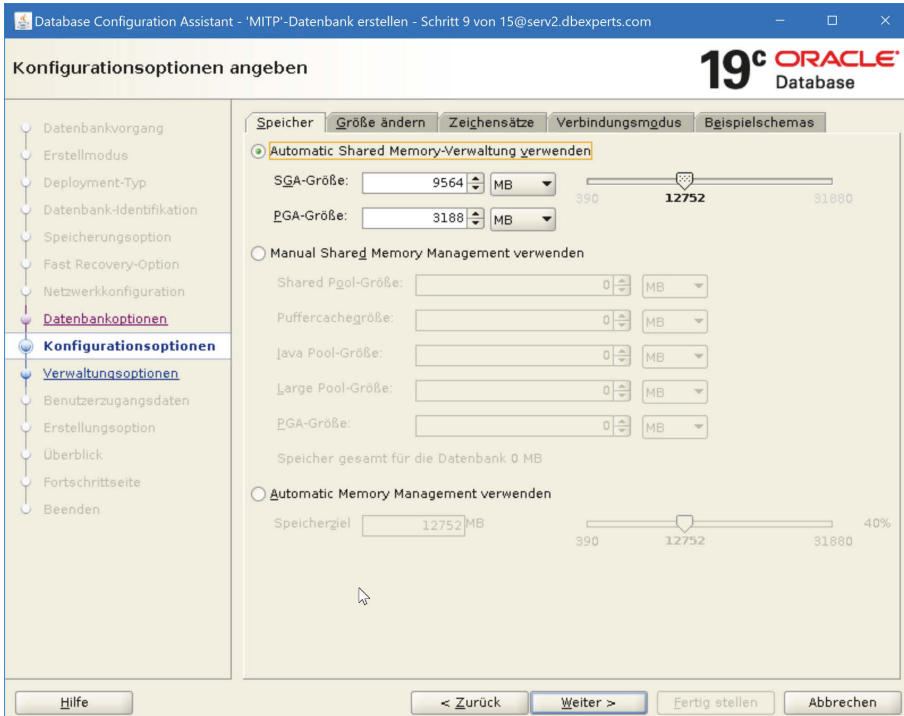 Database Configuration Assistant - 'MITP'-Datenbank erstellen - Schritt 9 von 15@serv2.dbexperts.com
Konfigurationsoptionen angeben
19c ORACLE Database
Datenbankvorgang
Erstellmodus
Deployment-Typ
Datenbank-Identifikation
Speicherungsoption
Fast Recovery-Option
Netzwerkkonfiguration
Datenbankoptionen
Konfigurationsoptionen
Verwaltungsoptionen
Benutzerzugangsdaten
Erstellungsoption
Überblick
Fortschrittseite
Beenden
Speicher Größe ändern Zeichensätze Verbindungsmodus Beispielschemas
Automatic Shared Memory-Verwaltung verwenden
SGA-Größe: 9564 MB
390 12752 31880
PGA-Größe: 3188 MB
Manual Shared Memory Management verwenden
Shared Pool-Größe: 0 MB
Puffercachegröße: 0 MB
Java Pool-Größe: 0 MB
Large Pool-Größe: 0 MB
PGA-Größe: 0 MB
Speicher gesamt für die Datenbank 0 MB
Automatic Memory Management verwenden
Speicherziel 12752 MB 40%
390 12752 31880
Hilfe < Zurück Weiter > Fertig stellen Abbrechen